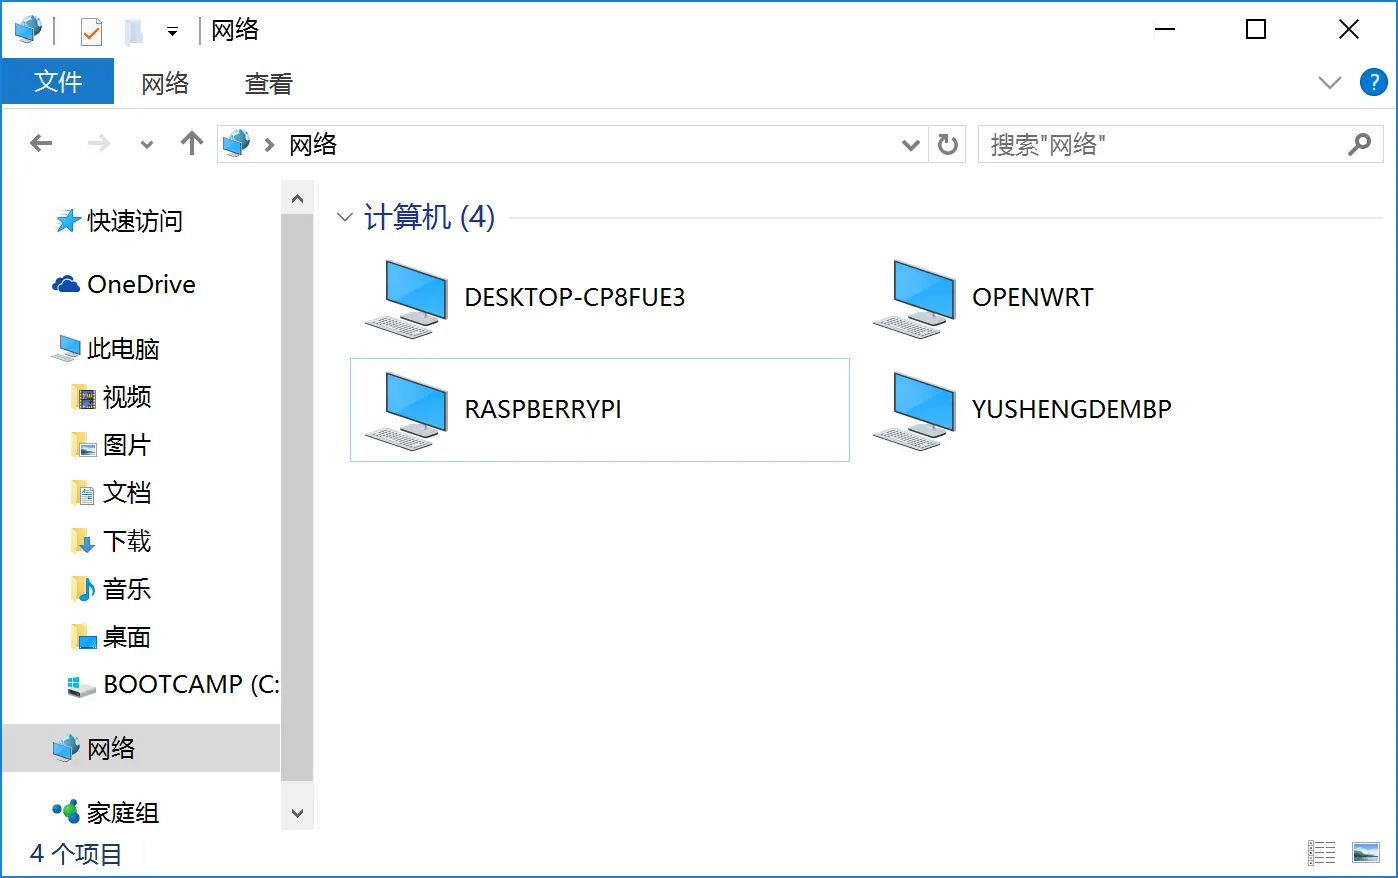 网络
文件 网络 查看 ?
网络 搜索"网络"
快速访问
OneDrive
此电脑
视频
图片
文档
下载
音乐
桌面
BOOTCAMP (C:
网络
家庭组
计算机 (4)
DESKTOP-CP8FUE3
OPENWRT
RASPBERRYPI
YUSHENGDEMBP
4 个项目